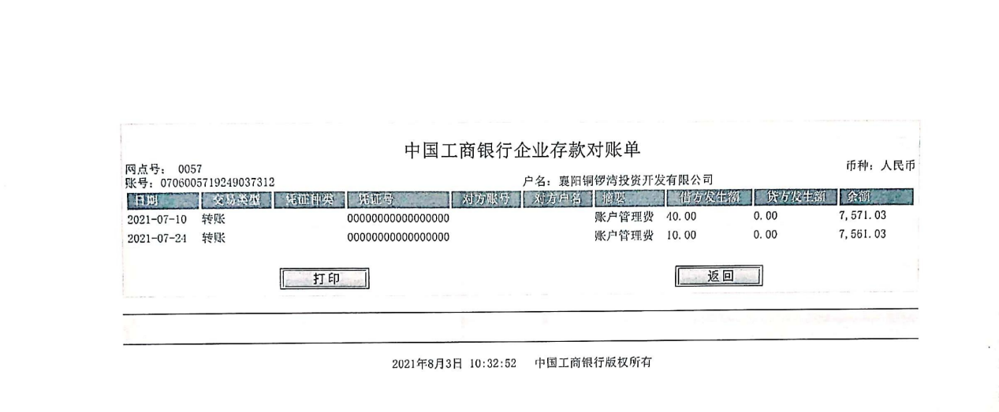 中国工商银行企业存款对账单
网点号： 0057
币种：人民币
账号：0706005719249037312
户名：襄阳铜锣湾投资开发有限公司
日期 交易类型 凭证种类 凭证号 对方账号 对方户名 摘要 借方发生额 贷方发生额 余额
2021-07-10 转账 00000000000000000 账户管理费 40.00 0.00 7,571.03
2021-07-24 转账 00000000000000000 账户管理费 10.00 0.00 7,561.03
打印 返回
2021年8月3日 10:32:52 中国工商银行版权所有